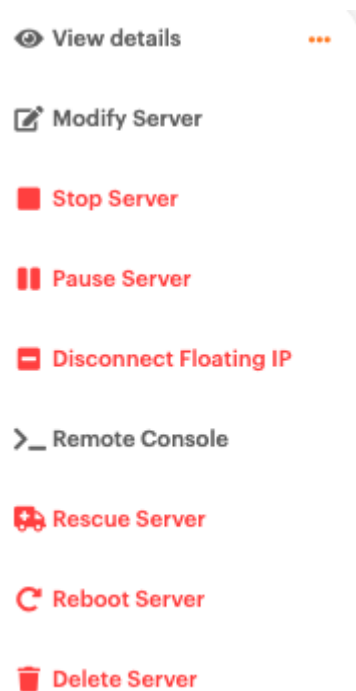 View details
Modify Server
Stop Server
Pause Server
Disconnect Floating IP
Remote Console
Rescue Server
Reboot Server
Delete Server